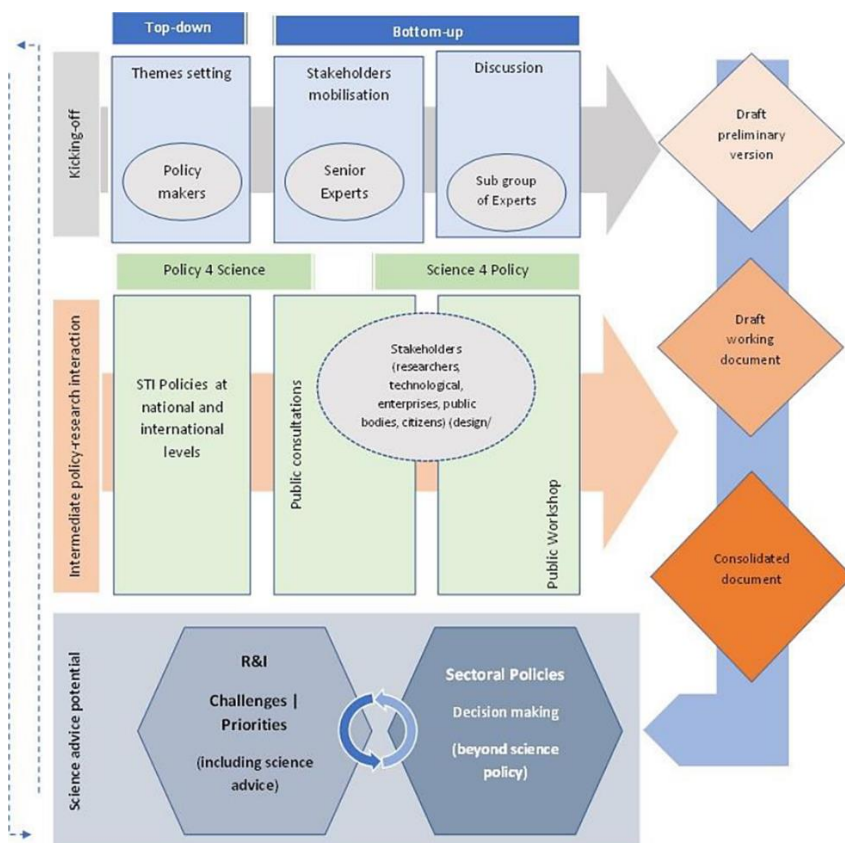 Top-down
Bottom-up
Kicking-off
Themes setting
Policy
makers
Stakeholders
mobilisation
Senior
Experts
Discussion
Sub group
of Experts
Draft
preliminary
version
Policy 4 Science
Science 4 Policy
Intermediate policy-research interaction
STI Policies at
national and
international
levels
Public consultations
Stakeholders
(researchers,
technological,
enterprises, public
bodies, citizens) (design/
Public Workshop
Draft
working
document
Consolidated
document
Science advice potential
R&I
Challenges |
Priorities
(including science
advice)
Sectoral Policies
Decision making
(beyond science
policy)